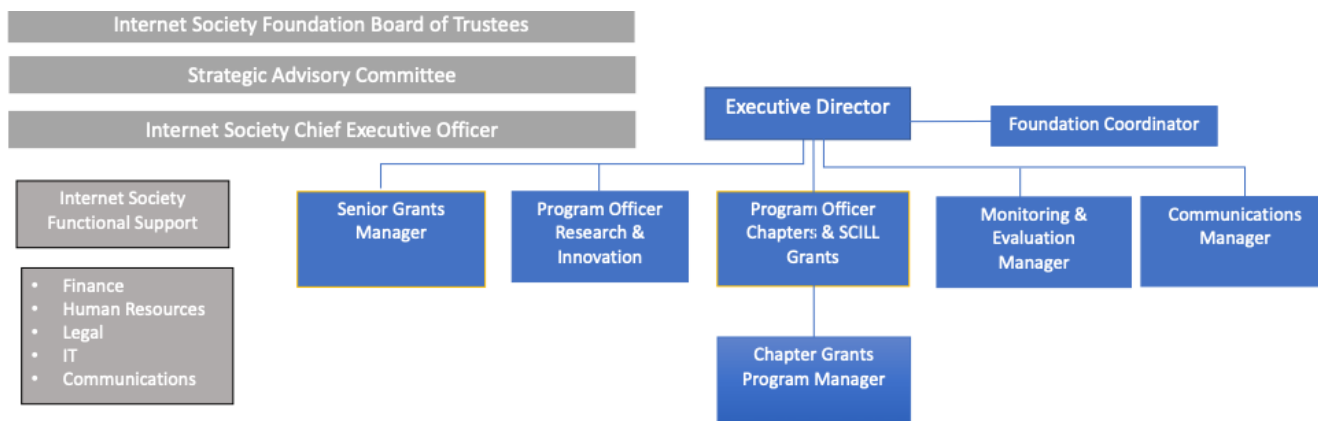 Internet Society Foundation Board of Trustees
Strategic Advisory Committee
Internet Society Chief Executive Officer
Executive Director
Foundation Coordinator
Internet Society
Functional Support
• Finance
• Human Resources
• Legal
• IT
• Communications
Senior Grants
Manager
Program Officer
Research &
Innovation
Program Officer
Chapters & SCILL
Grants
Monitoring &
Evaluation
Manager
Communications
Manager
Chapter Grants
Program Manager